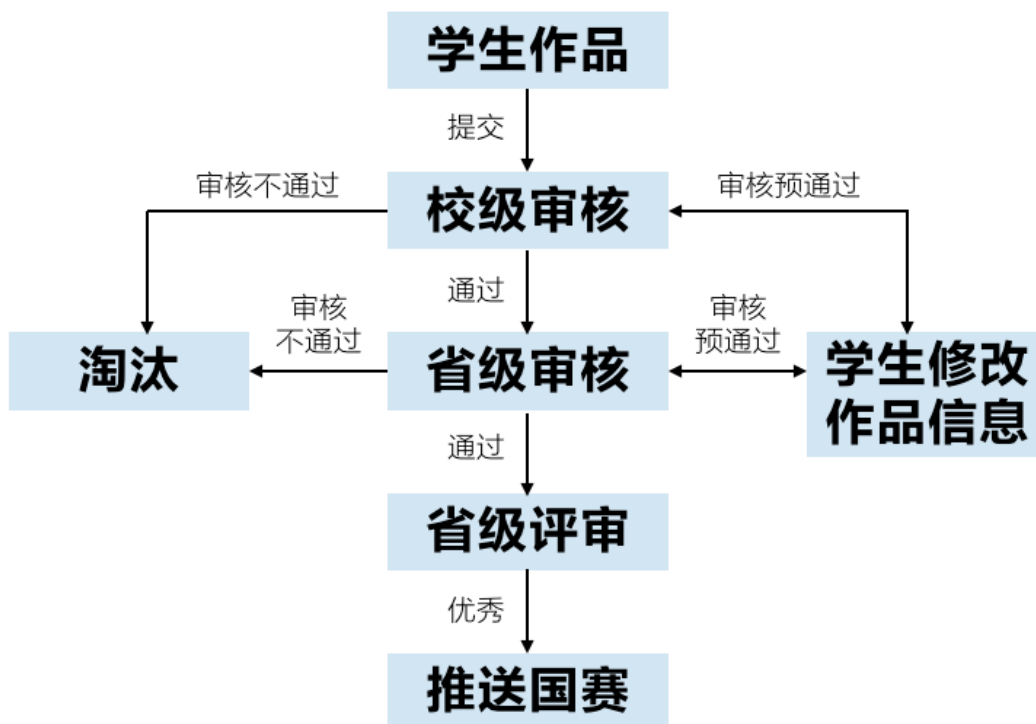 学生作品
提交
审核不通过
审核预通过
校级审核
通过
审核
不通过
审核
预通过
淘汰
省级审核
学生修改
作品信息
通过
省级评审
优秀
推送国赛